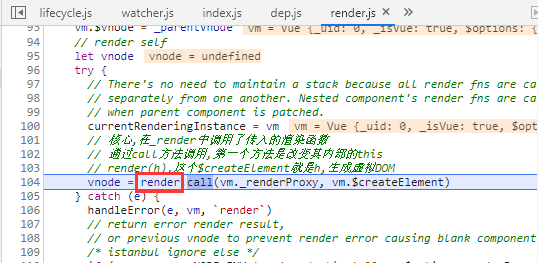 lifecycle.js watcher.js index.js dep.js render.js
93 vm.$vnode = _parentVnode vm = Vue {_uid: 0, _isVue: true, $options: {
94 // render self
95 let vnode vnode = undefined
96 try {
97 // There's no need to maintain a stack because all render fns are ca
98 // separately from one another. Nested component's render fns are ca
99 // when parent component is patched.
100 currentRenderingInstance = vm vm = Vue {_uid: 0, _isVue: true, $opt
101 // 核心,在_render中调用了传入的渲染函数
102 // 通过call方法调用,第一个方法是改变其内部的this
103 // render(h),这个$createElement就是h,生成虚拟DOM
104 vnode = render.call(vm._renderProxy, vm.$createElement)
105 } catch (e) {
106 handleError(e, vm, `render`)
107 // return error render result,
108 // or previous vnode to prevent render error causing blank component
109 /* istanbul ignore else */